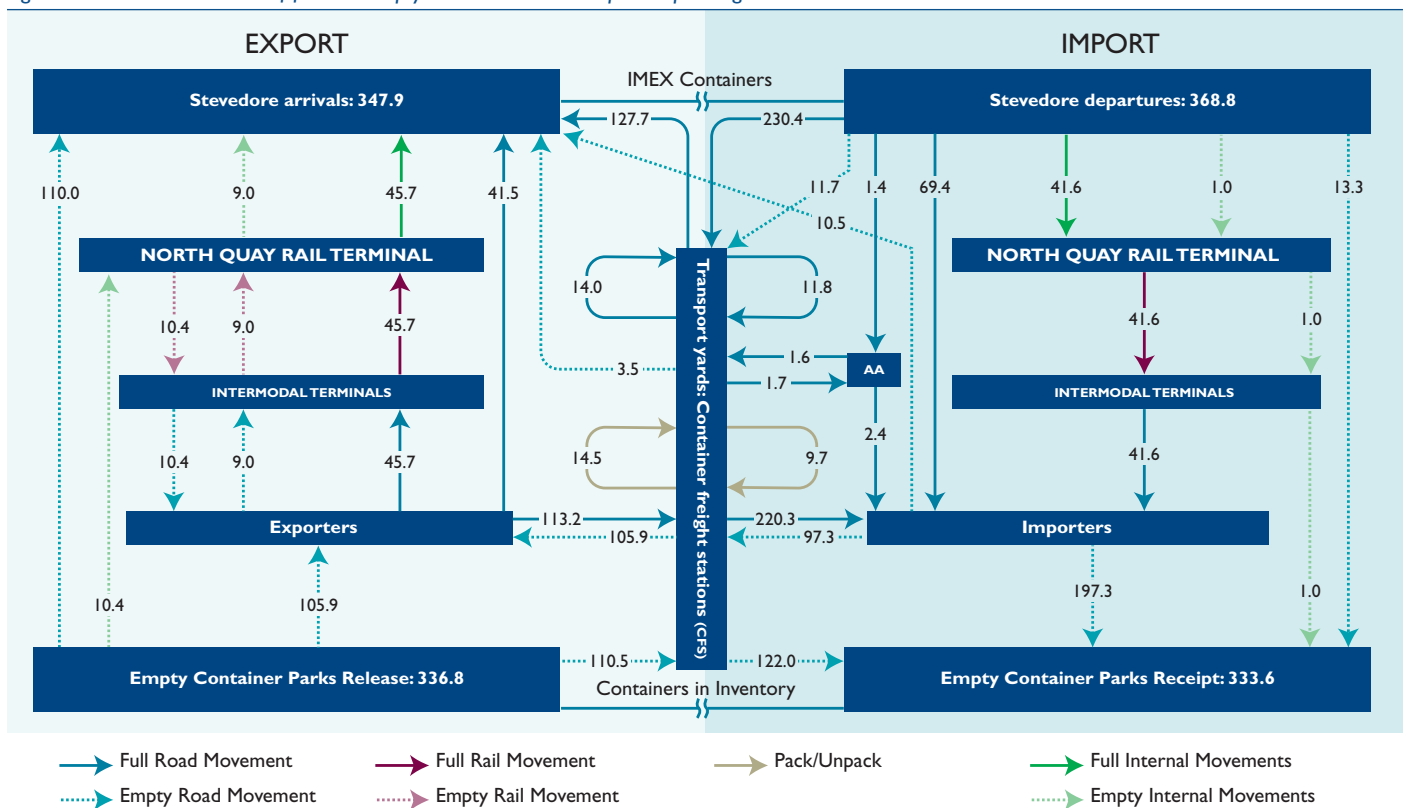 EXPORT
IMPORT
IMEX Containers
Stevedore arrivals: 347.9
Stevedore departures: 368.8
127.7
230.4
110.0
9.0
45.7
41.5
11.7
10.5
1.4
69.4
41.6
1.0
13.3
NORTH QUAY RAIL TERMINAL
NORTH QUAY RAIL TERMINAL
14.0
11.8
10.4
9.0
45.7
41.6
1.0
Transport yards: Container freight stations (CFS)
1.6
AA
3.5
1.7
INTERMODAL TERMINALS
INTERMODAL TERMINALS
2.4
10.4
9.0
45.7
14.5
9.7
41.6
Exporters
113.2
220.3
Importers
105.9
97.3
10.4
105.9
197.3
1.0
110.5
122.0
Empty Container Parks Release: 336.8
Empty Container Parks Receipt: 333.6
Containers in Inventory
Full Road Movement
Full Rail Movement
Pack/Unpack
Full Internal Movements
Empty Road Movement
Empty Rail Movement
Empty Internal Movements